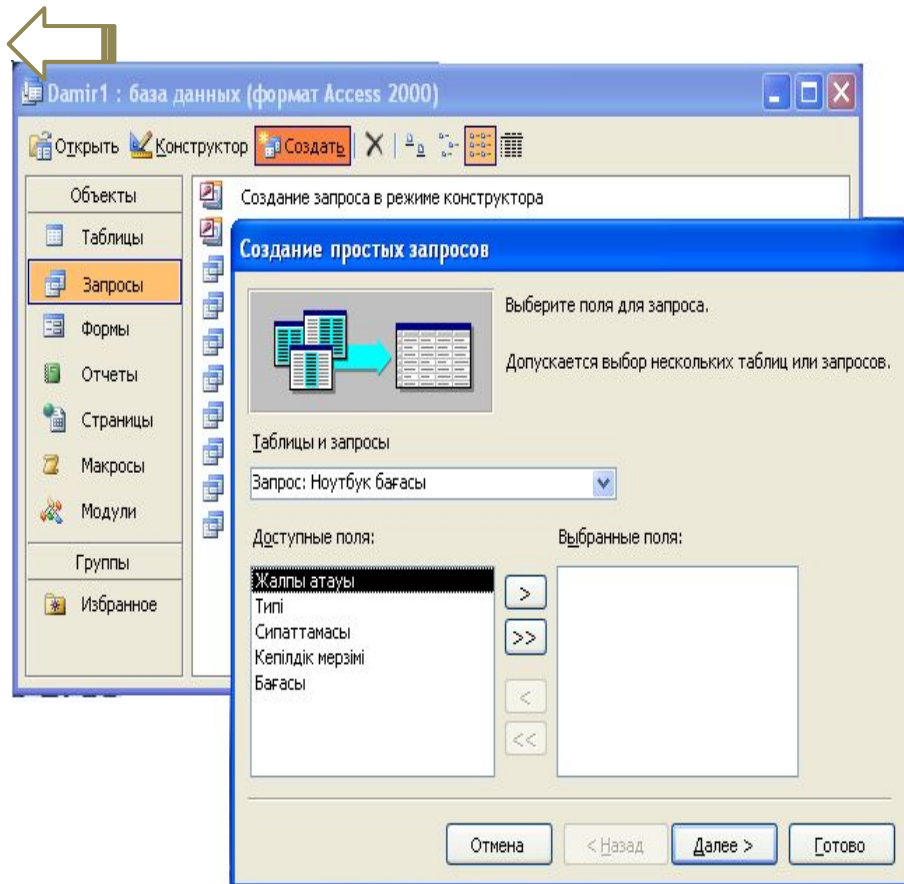 Damir1 : база данных (формат Access 2000)
Открыть Конструктор Создать
Объекты
Таблицы
Запросы
Формы
Отчеты
Страницы
Макросы
Модули
Группы
Избранное
Создание запроса в режиме конструктора
Создание простых запросов
Выберите поля для запроса.
Допускается выбор нескольких таблиц или запросов.
Таблицы и запросы
Запрос: Ноутбук бағасы
Доступные поля:
Выбранные поля:
Жалпы атауы
Типі
Сипаттамасы
Кепілдік мерзімі
Бағасы
>
>>
<
<<
Отмена
< Назад
Далее >
Готово